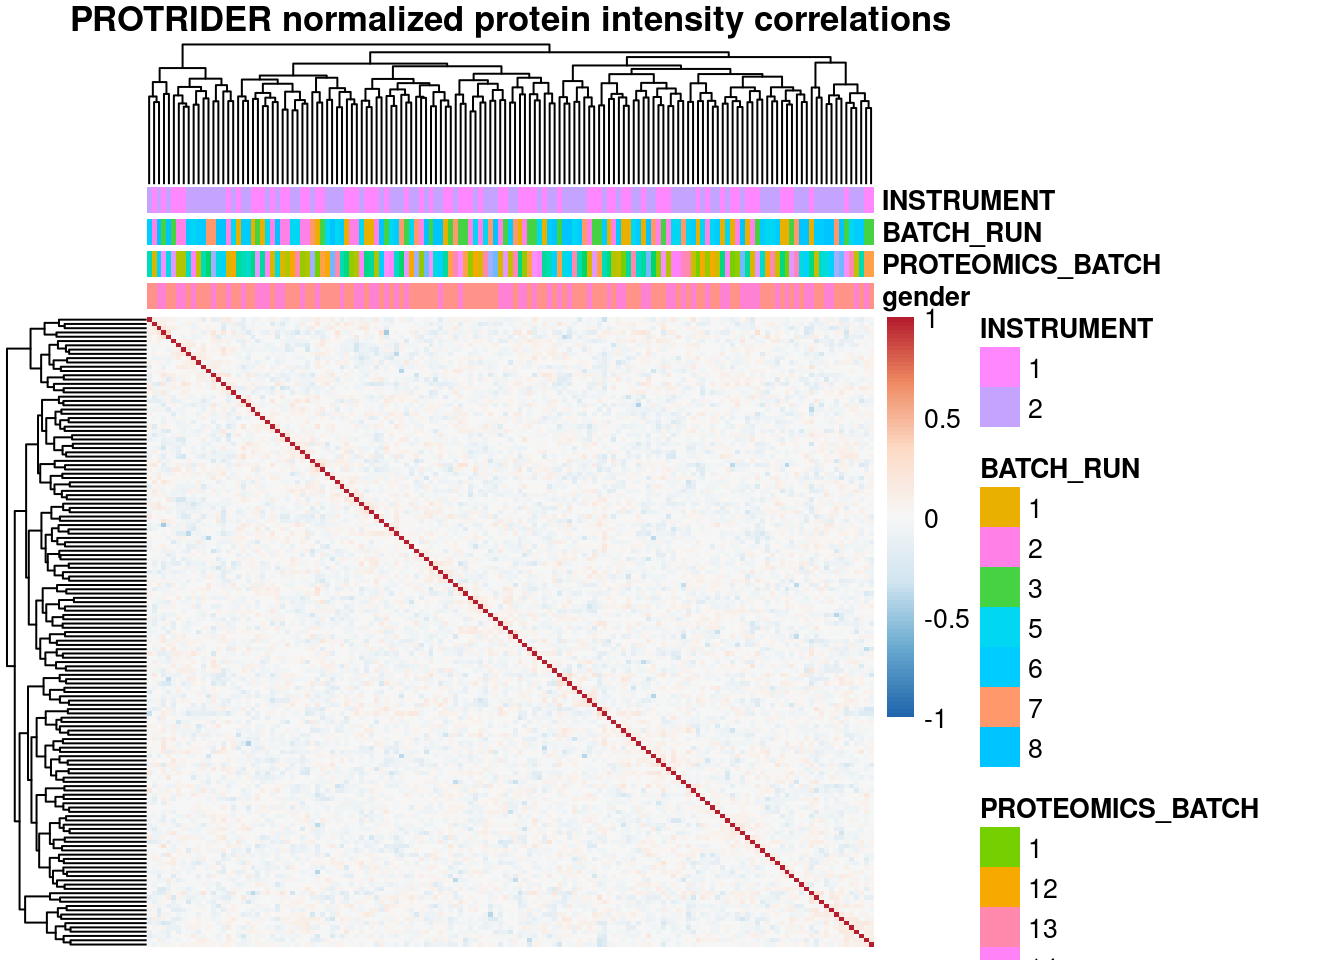 PROTRIDER normalized protein intensity correlations
INSTRUMENT
BATCH_RUN
PROTEOMICS_BATCH
gender
1
0.5
0
-0.5
-1
INSTRUMENT
1
2
BATCH_RUN
1
2
3
5
6
7
8
PROTEOMICS_BATCH
1
12
13